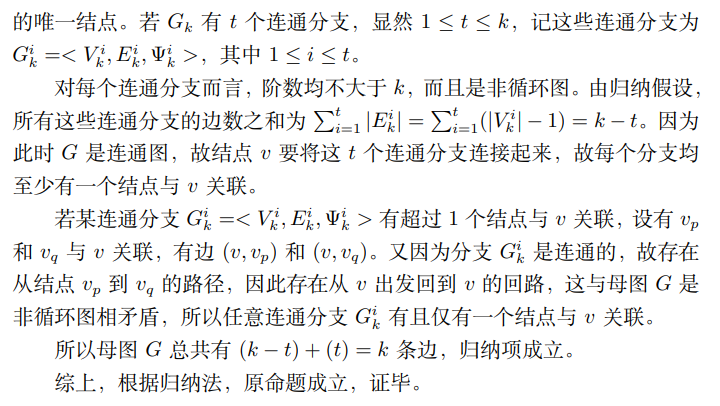 的唯一结点。若 $G_k$ 有 $t$ 个连通分支，显然 $1 \leq t \leq k$，记这些连通分支为
$G_k^i =< V_k^i, E_k^i, \Psi_k^i >$，其中 $1 \leq i \leq t$。
对每个连通分支而言，阶数均不大于 $k$，而且是非循环图。由归纳假设，
所有这些连通分支的边数之和为 $\sum_{i=1}^t |E_k^i| = \sum_{i=1}^t (|V_k^i| - 1) = k - t$。因为
此时 $G$ 是连通图，故结点 $v$ 要将这 $t$ 个连通分支连接起来，故每个分支均
至少有一个结点与 $v$ 关联。
若某连通分支 $G_k^i =< V_k^i, E_k^i, \Psi_k^i >$ 有超过 1 个结点与 $v$ 关联，设有 $v_p$
和 $v_q$ 与 $v$ 关联，有边 $(v, v_p)$ 和 $(v, v_q)$。又因为分支 $G_k^i$ 是连通的，故存在
从结点 $v_p$ 到 $v_q$ 的路径，因此存在从 $v$ 出发回到 $v$ 的回路，这与母图 $G$ 是
非循环图相矛盾，所以任意连通分支 $G_k^i$ 有且仅有一个结点与 $v$ 关联。
所以母图 $G$ 总共有 $(k - t) + (t) = k$ 条边，归纳项成立。
综上，根据归纳法，原命题成立，证毕。